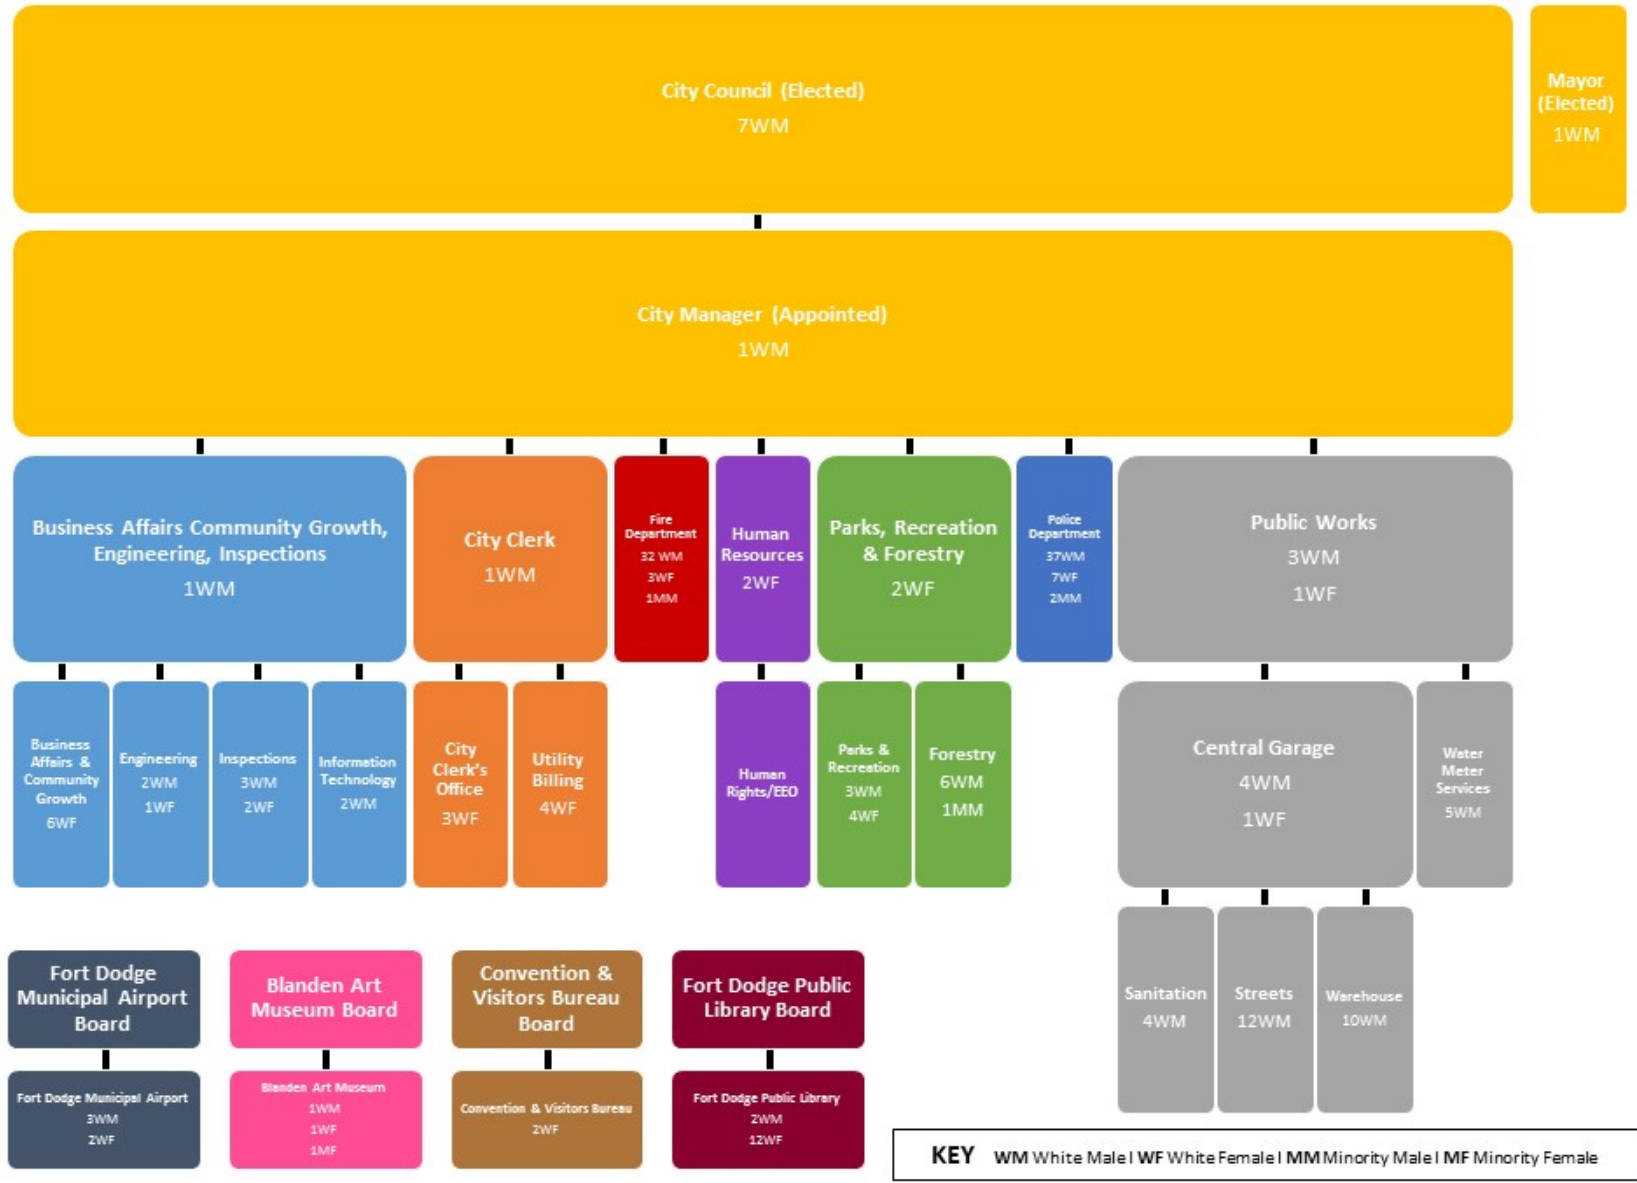 City Council (Elected)
7WM
Mayor
(Elected)
1WM
City Manager (Appointed)
1WM
Business Affairs Community Growth,
Engineering, Inspections
1WM
City Clerk
1WM
Fire
Department
32 WM
3WF
1MM
Human
Resources
2WF
Parks, Recreation
& Forestry
2WF
Police
Department
37WM
7WF
2MM
Public Works
3WM
1WF
Business
Affairs &
Community
Growth
6WF
Engineering
2WM
1WF
Inspections
3WM
2WF
Information
Technology
2WM
City
Clerk's
Office
3WF
Utility
Billing
4WF
Human
Rights/EEO
Parks &
Recreation
3WM
4WF
Forestry
6WM
1MM
Central Garage
4WM
1WF
Water
Meter
Services
5WM
Sanitation
4WM
Streets
12WM
Warehouse
10WM
Fort Dodge
Municipal Airport
Board
Blanden Art
Museum Board
Convention &
Visitors Bureau
Board
Fort Dodge Public
Library Board
Fort Dodge Municipal Airport
3WM
2WF
Blanden Art Museum
1WM
1WF
1MF
Convention & Visitors Bureau
2WF
Fort Dodge Public Library
2WM
12WF
KEY WM White Male | WF White Female | MM Minority Male | MF Minority Female